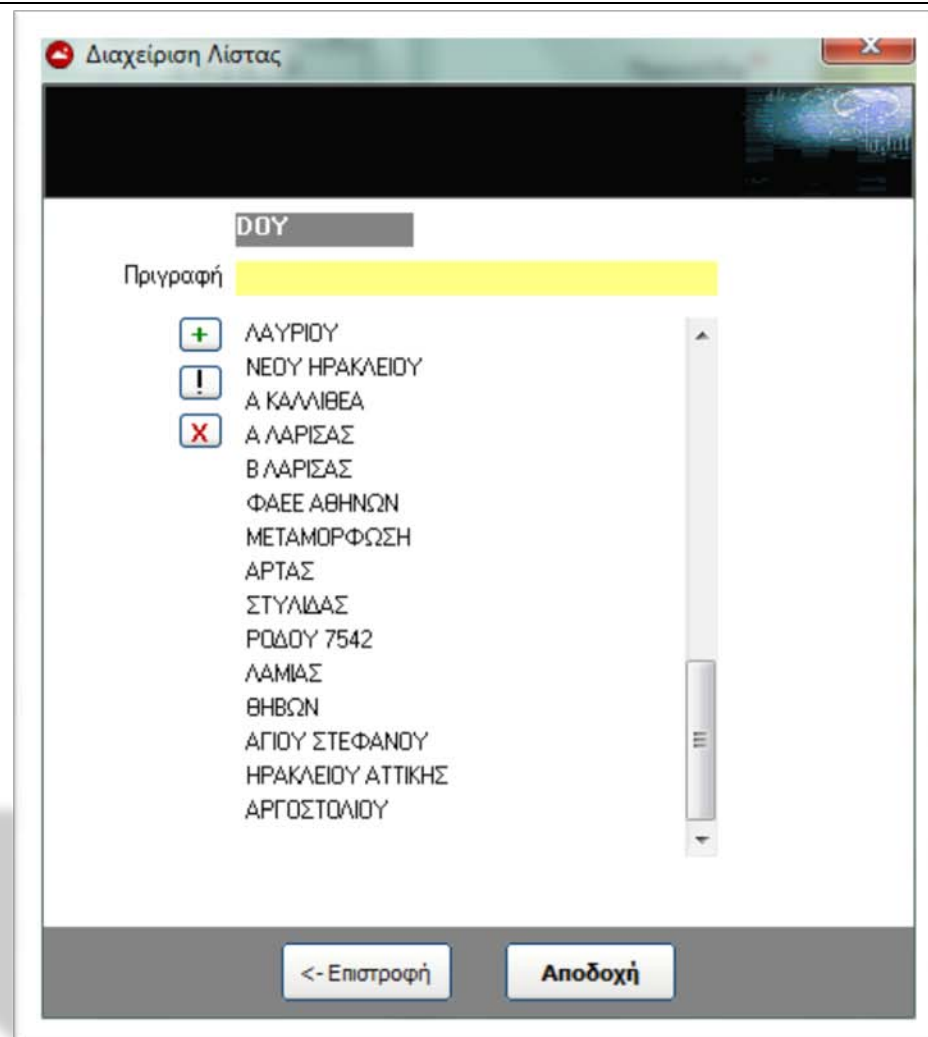 Διαχείριση Λίστας
DOY
Πριγραφή
ΛΑΥΡΙΟΥ
ΝΕΟΥ ΗΡΑΚΛΕΙΟΥ
Α ΚΑΛΛΙΘΕΑ
Α ΛΑΡΙΣΑΣ
Β ΛΑΡΙΣΑΣ
ΦΑΕΕ ΑΘΗΝΩΝ
ΜΕΤΑΜΟΡΦΩΣΗ
ΑΡΤΑΣ
ΣΤΥΛΙΔΑΣ
ΡΟΔΟΥ 7542
ΛΑΜΙΑΣ
ΘΗΒΩΝ
ΑΓΙΟΥ ΣΤΕΦΑΝΟΥ
ΗΡΑΚΛΕΙΟΥ ΑΤΤΙΚΗΣ
ΑΡΓΟΣΤΟΛΙΟΥ
<- Επιστροφή
Αποδοχή